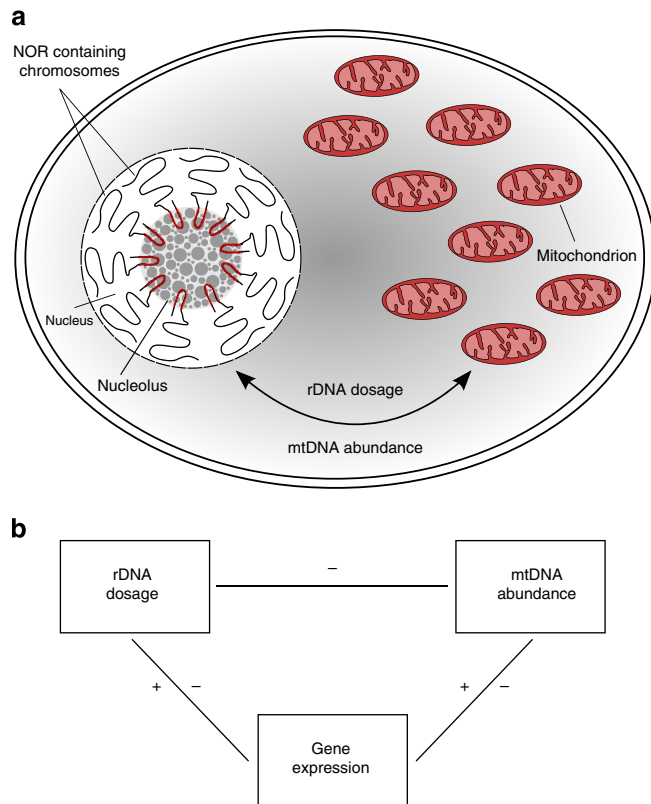 a
NOR containing
chromosomes
Mitochondrion
Nucleus
Nucleolus
rDNA dosage
mtDNA abundance
b
rDNA
dosage
–
mtDNA
abundance
+ –
+ –
Gene
expression